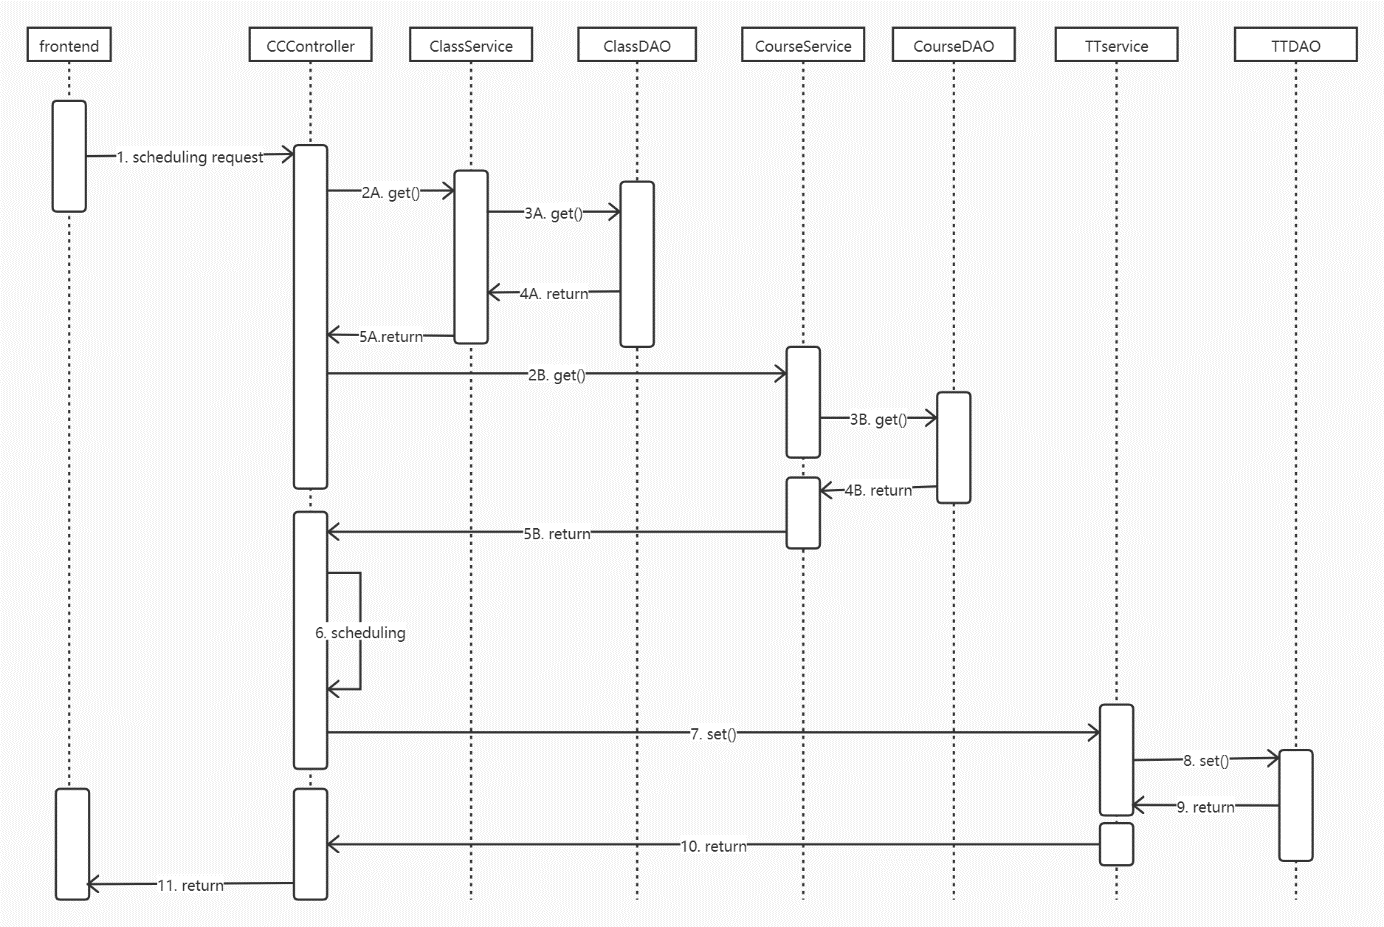 frontend
CCController
ClassService
ClassDAO
CourseService
CourseDAO
TTservice
TTDAO
1. scheduling request
2A. get()
3A. get()
4A. return
5A.return
2B. get()
3B. get()
4B. return
5B. return
6. scheduling
7. set()
8. set()
9. return
10. return
11. return